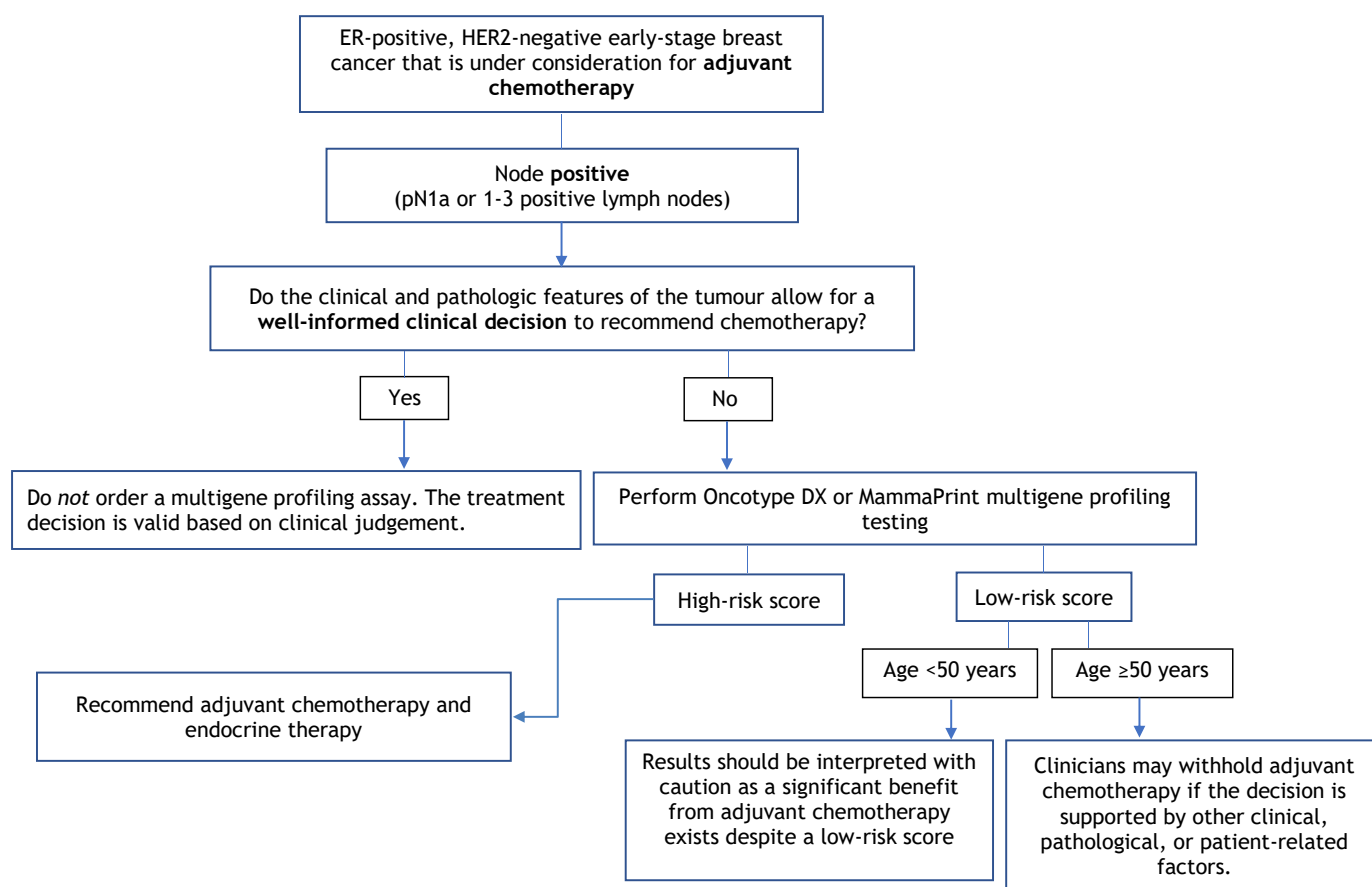 ER-positive, HER2-negative early-stage breast
cancer that is under consideration for adjuvant
chemotherapy
Node positive
(pN1a or 1-3 positive lymph nodes)
Do the clinical and pathologic features of the tumour allow for a
well-informed clinical decision to recommend chemotherapy?
Yes
No
Do not order a multigene profiling assay. The treatment
decision is valid based on clinical judgement.
Perform Oncotype DX or MammaPrint multigene profiling
testing
High-risk score
Low-risk score
Age <50 years
Age ≥50 years
Recommend adjuvant chemotherapy and
endocrine therapy
Results should be interpreted with
caution as a significant benefit
from adjuvant chemotherapy
exists despite a low-risk score
Clinicians may withhold adjuvant
chemotherapy if the decision is
supported by other clinical,
pathological, or patient-related
factors.